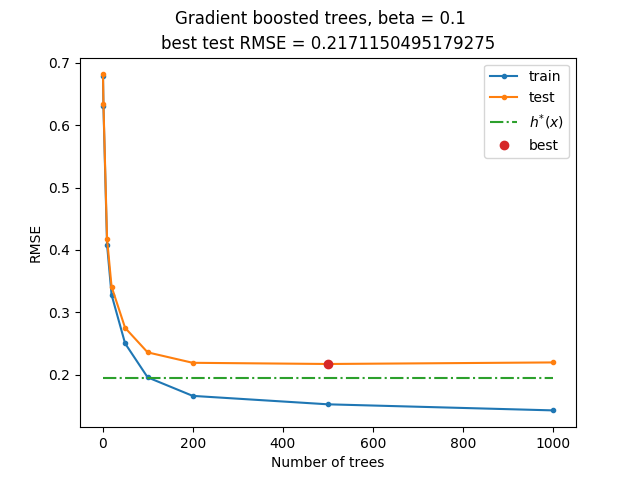 Gradient boosted trees, beta = 0.1
best test RMSE = 0.2171150495179275
0.7
0.6
0.5
0.4
0.3
0.2
RMSE
train
test
h*(x)
best
0
200
400
600
800
1000
Number of trees